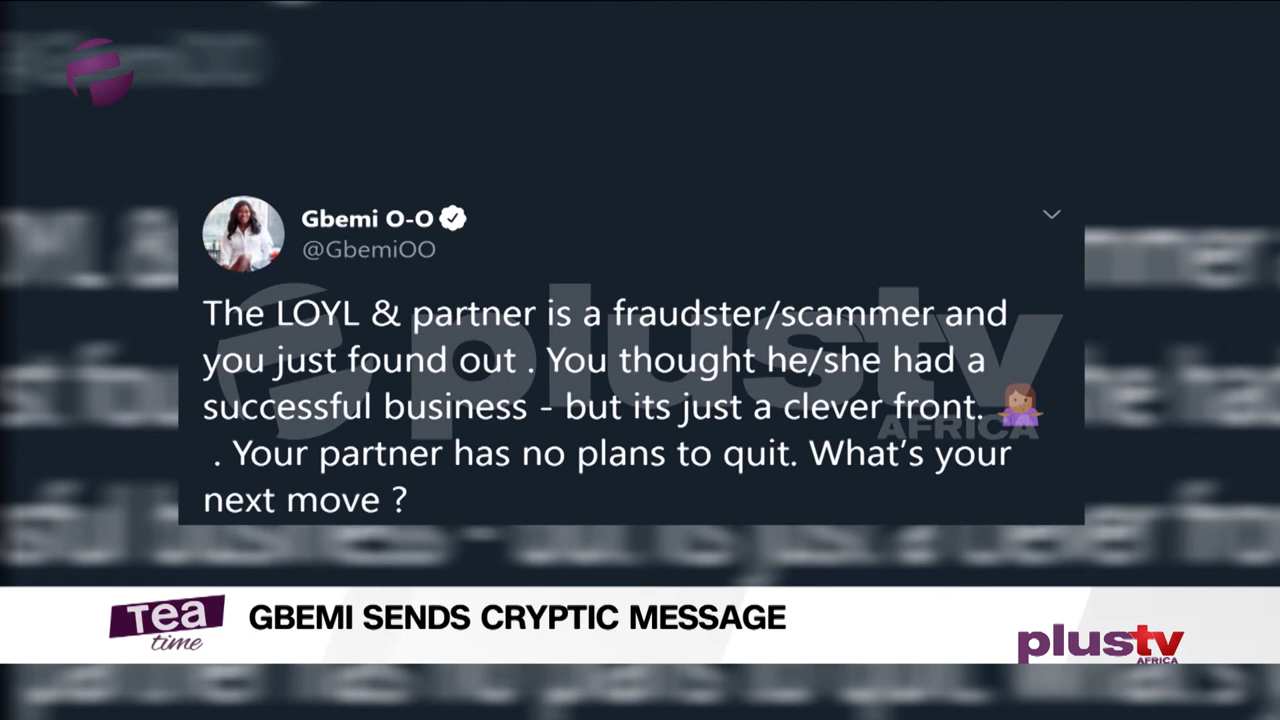 Gbemi O-O
@GbemiOO
The LOYL & partner is a fraudster/scammer and
you just found out . You thought he/she had a
successful business - but its just a clever front. 🤷🏽‍♀️
. Your partner has no plans to quit. What's your
next move ?
plustv
AFRICA
Tea
time
GBEMI SENDS CRYPTIC MESSAGE
plustv
AFRICA